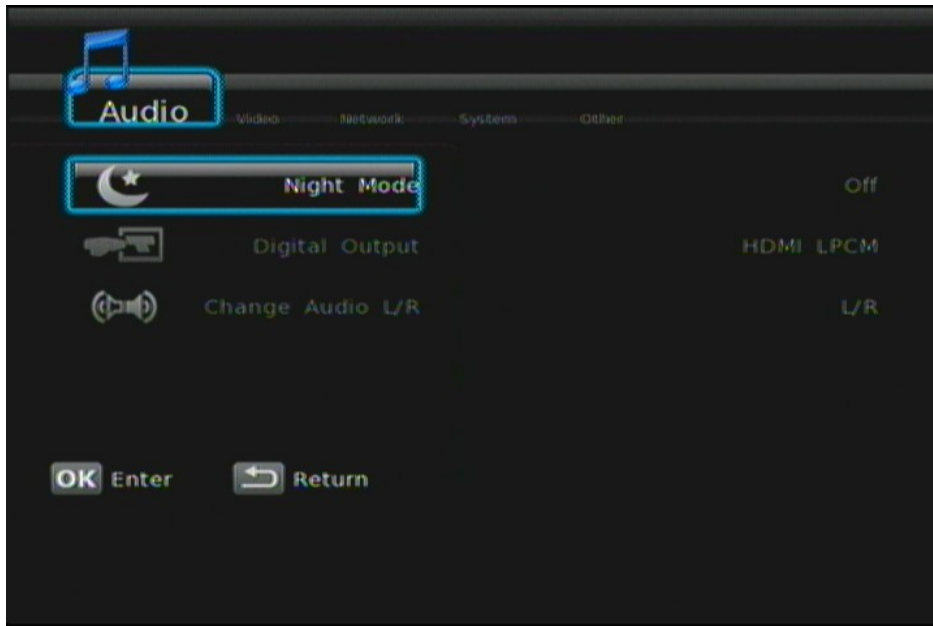 Audio Video Network System Other
Night Mode Off
Digital Output HDMI LPCM
Change Audio L/R L/R
OK Enter Return